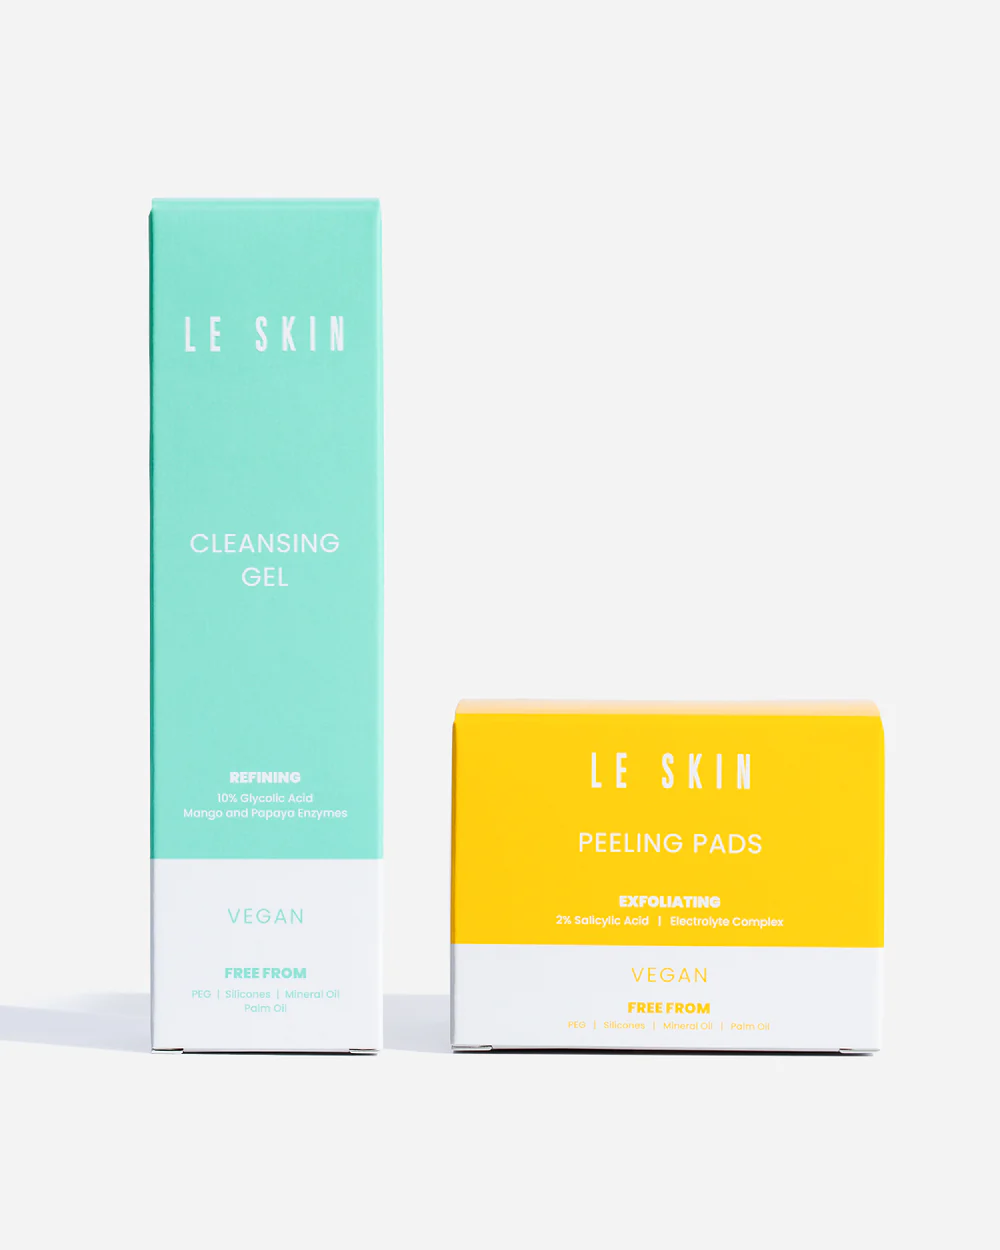 LE SKIN
CLEANSING
GEL
REFINING
10% Glycolic Acid
Mango and Papaya Enzymes
VEGAN
FREE FROM
PEG | Silicones | Mineral Oil
Palm Oil
LE SKIN
PEELING PADS
EXFOLIATING
2% Salicylic Acid | Electrolyte Complex
VEGAN
FREE FROM
PEG | Silicones | Mineral Oil | Palm Oil